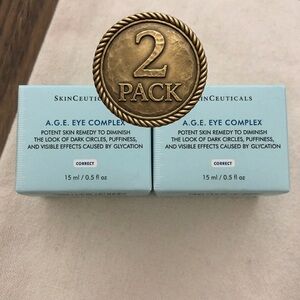 2
PACK
SKINCEUTIC
INCEUTICALS
A.G.E. EYE COMPLEX
POTENT SKIN REMEDY TO DIMINISH
THE LOOK OF DARK CIRCLES, PUFFINESS,
AND VISIBLE EFFECTS CAUSED BY GLYCATION
CORRECT
15 ml / 0.5 fl oz
A.G.E. EYE COMPLEX
POTENT SKIN REMEDY TO DIMINISH
THE LOOK OF DARK CIRCLES, PUFFINESS,
AND VISIBLE EFFECTS CAUSED BY GLYCATION
CORRECT
15 ml / 0.5 fl oz